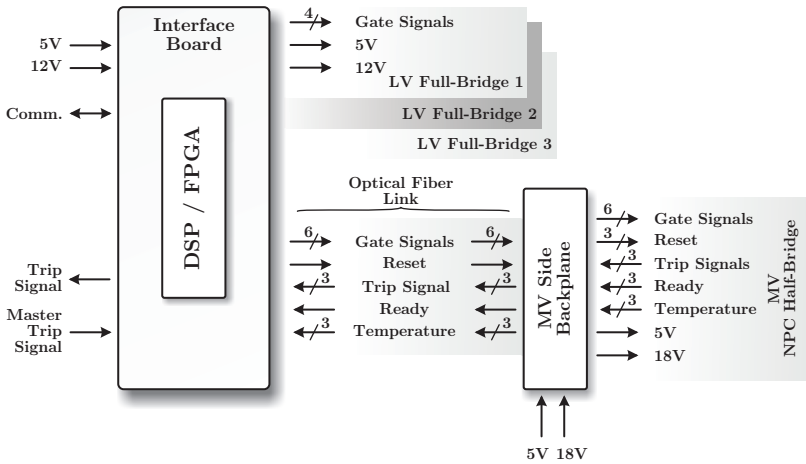 Interface
Board
DSP / FPGA
5V
12V
Comm.
Trip
Signal
Master
Trip
Signal
4
Gate Signals
5V
12V
LV Full-Bridge 1
LV Full-Bridge 2
LV Full-Bridge 3
Optical Fiber
Link
6
Gate Signals
6
Reset
3
Trip Signal
3
Ready
3
Temperature
3
MV Side
Backplane
6
Gate Signals
3
Reset
3
Trip Signals
3
Ready
3
Temperature
5V
18V
MV
NPC Half-Bridge
5V 18V